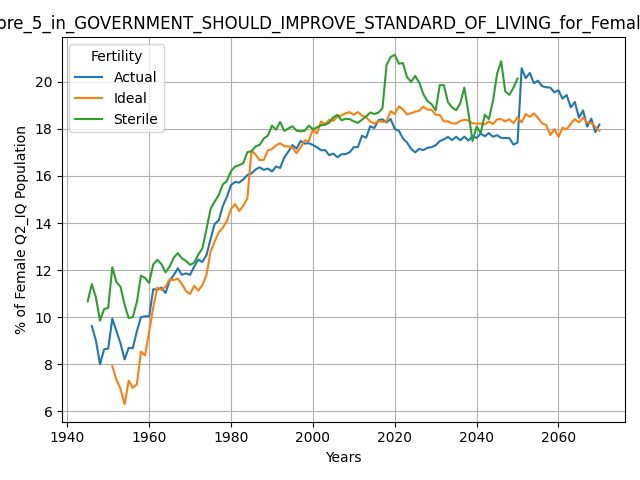 ore_5_in_GOVERNMENT_SHOULD_IMPROVE_STANDARD_OF_LIVING_for_Femal
Fertility
Actual
Ideal
Sterile
% of Female Q2_IQ Population
20
18
16
14
12
10
8
6
1940 1960 1980 2000 2020 2040 2060
Years